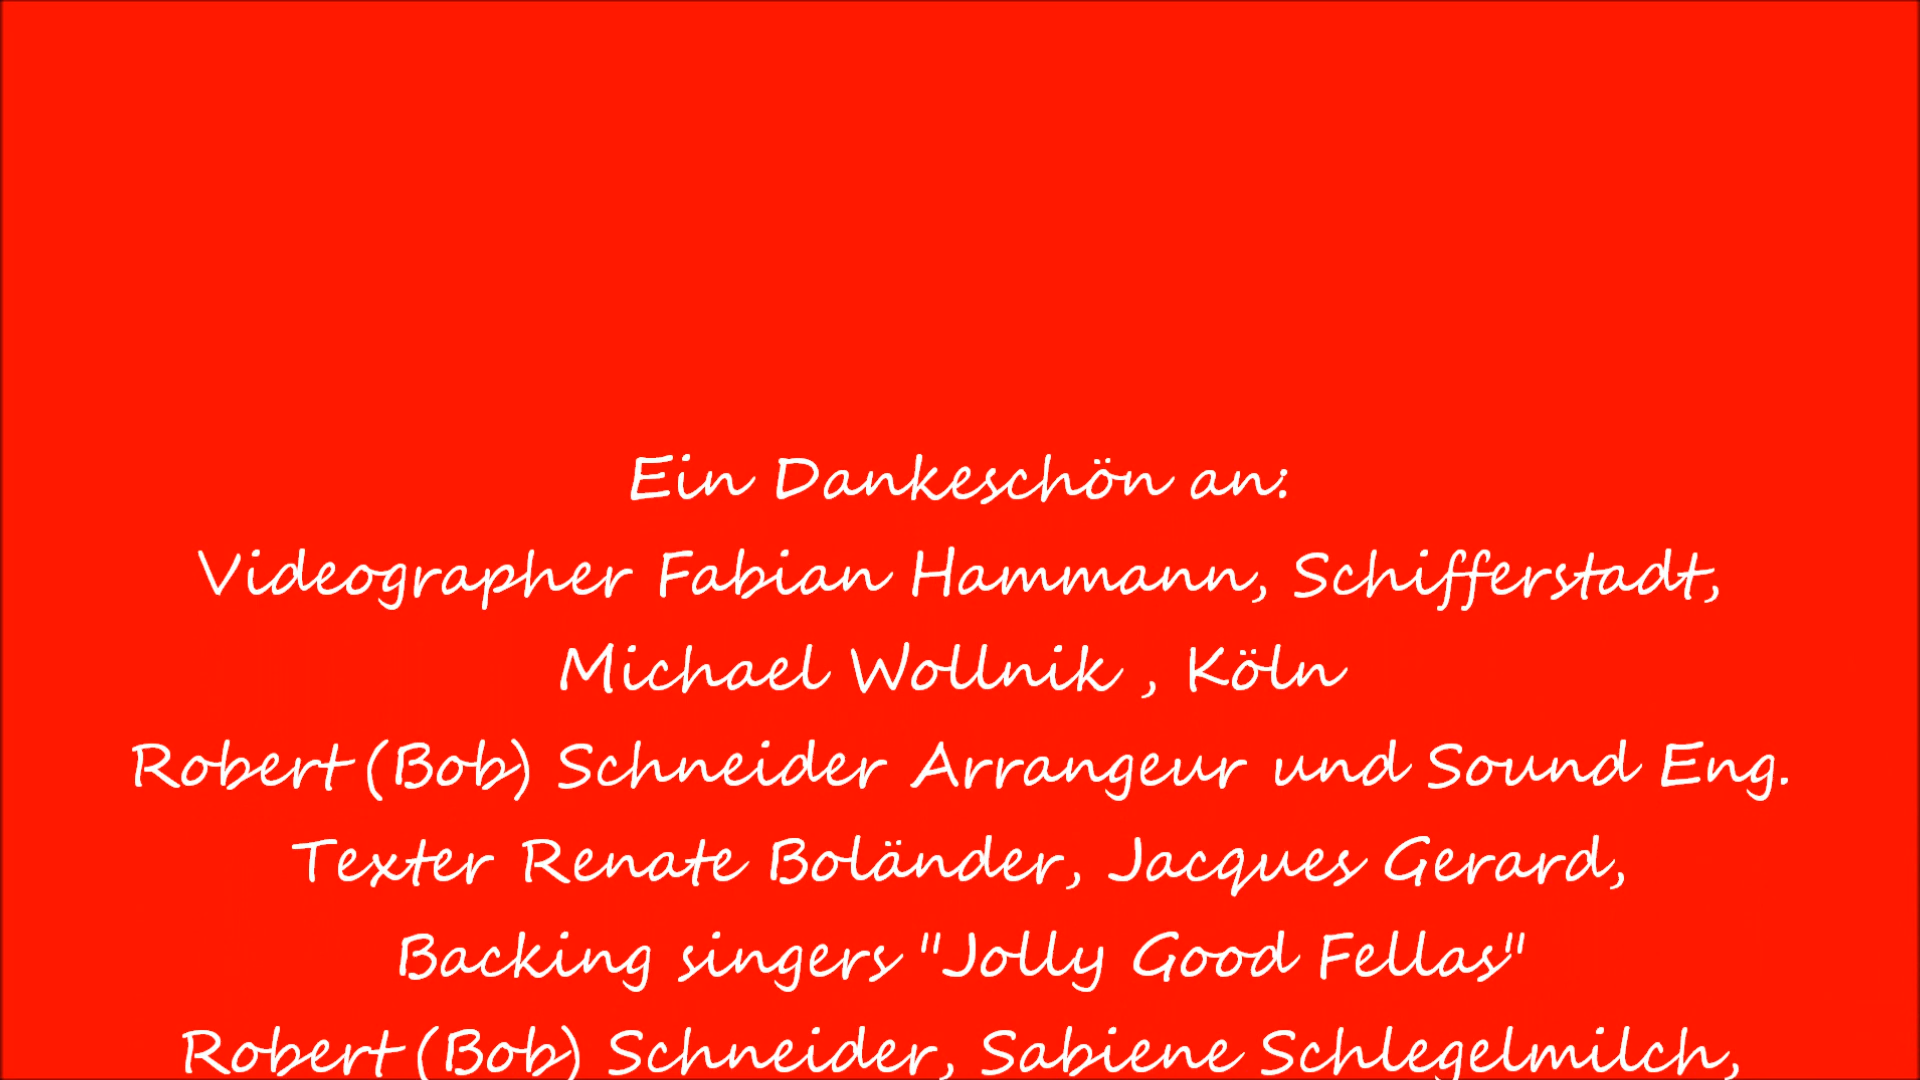 Ein Dankeschön an:
Videographer Fabian Hammann, Schifferstadt,
Michael Wollnik , Köln
Robert (Bob) Schneider Arrangeur und Sound Eng.
Texter Renate Boländer, Jacques Gerard,
Backing singers "Jolly Good Fellas"
Robert (Bob) Schneider, Sabiene Schlegelmilch,